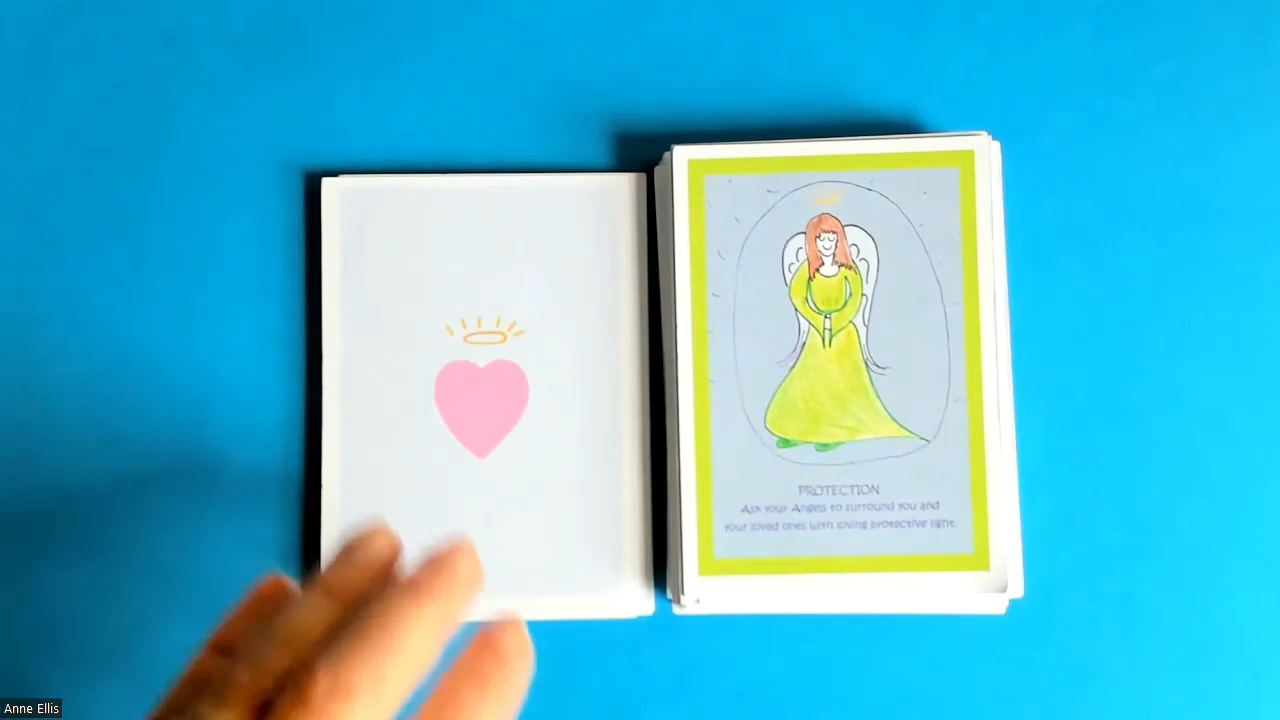 PROTECTION
Ask your Angels to surround you and
your loved ones with loving protective light.
Anne Ellis